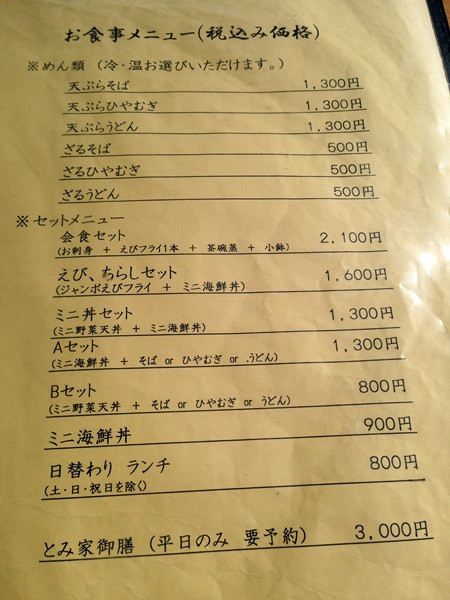 お食事メニュー(税込み価格)
※めん類 (冷・温お選びいただけます。)
天ぷらそば 1,300円
天ぷらひやむぎ 1,300円
天ぷらうどん 1,300円
ざるそば 500円
ざるひやむぎ 500円
ざるうどん 500円
※セットメニュー
会食セット 2,100円
(お刺身 + えびフライ1本 + 茶碗蒸 + 小鉢)
えび、ちらしセット 1,600円
(ジャンボえびフライ + ミニ海鮮丼)
ミニ丼セット 1,300円
(ミニ野菜天丼 + ミニ海鮮丼)
Aセット 1,300円
(ミニ海鮮丼 + そば or ひやむぎ or うどん)
Bセット 800円
(ミニ野菜天丼 + そば or ひやむぎ or うどん)
ミニ海鮮丼 900円
日替わり ランチ 800円
(土・日・祝日を除く)
とみ家御膳 (平日のみ 要予約) 3,000円